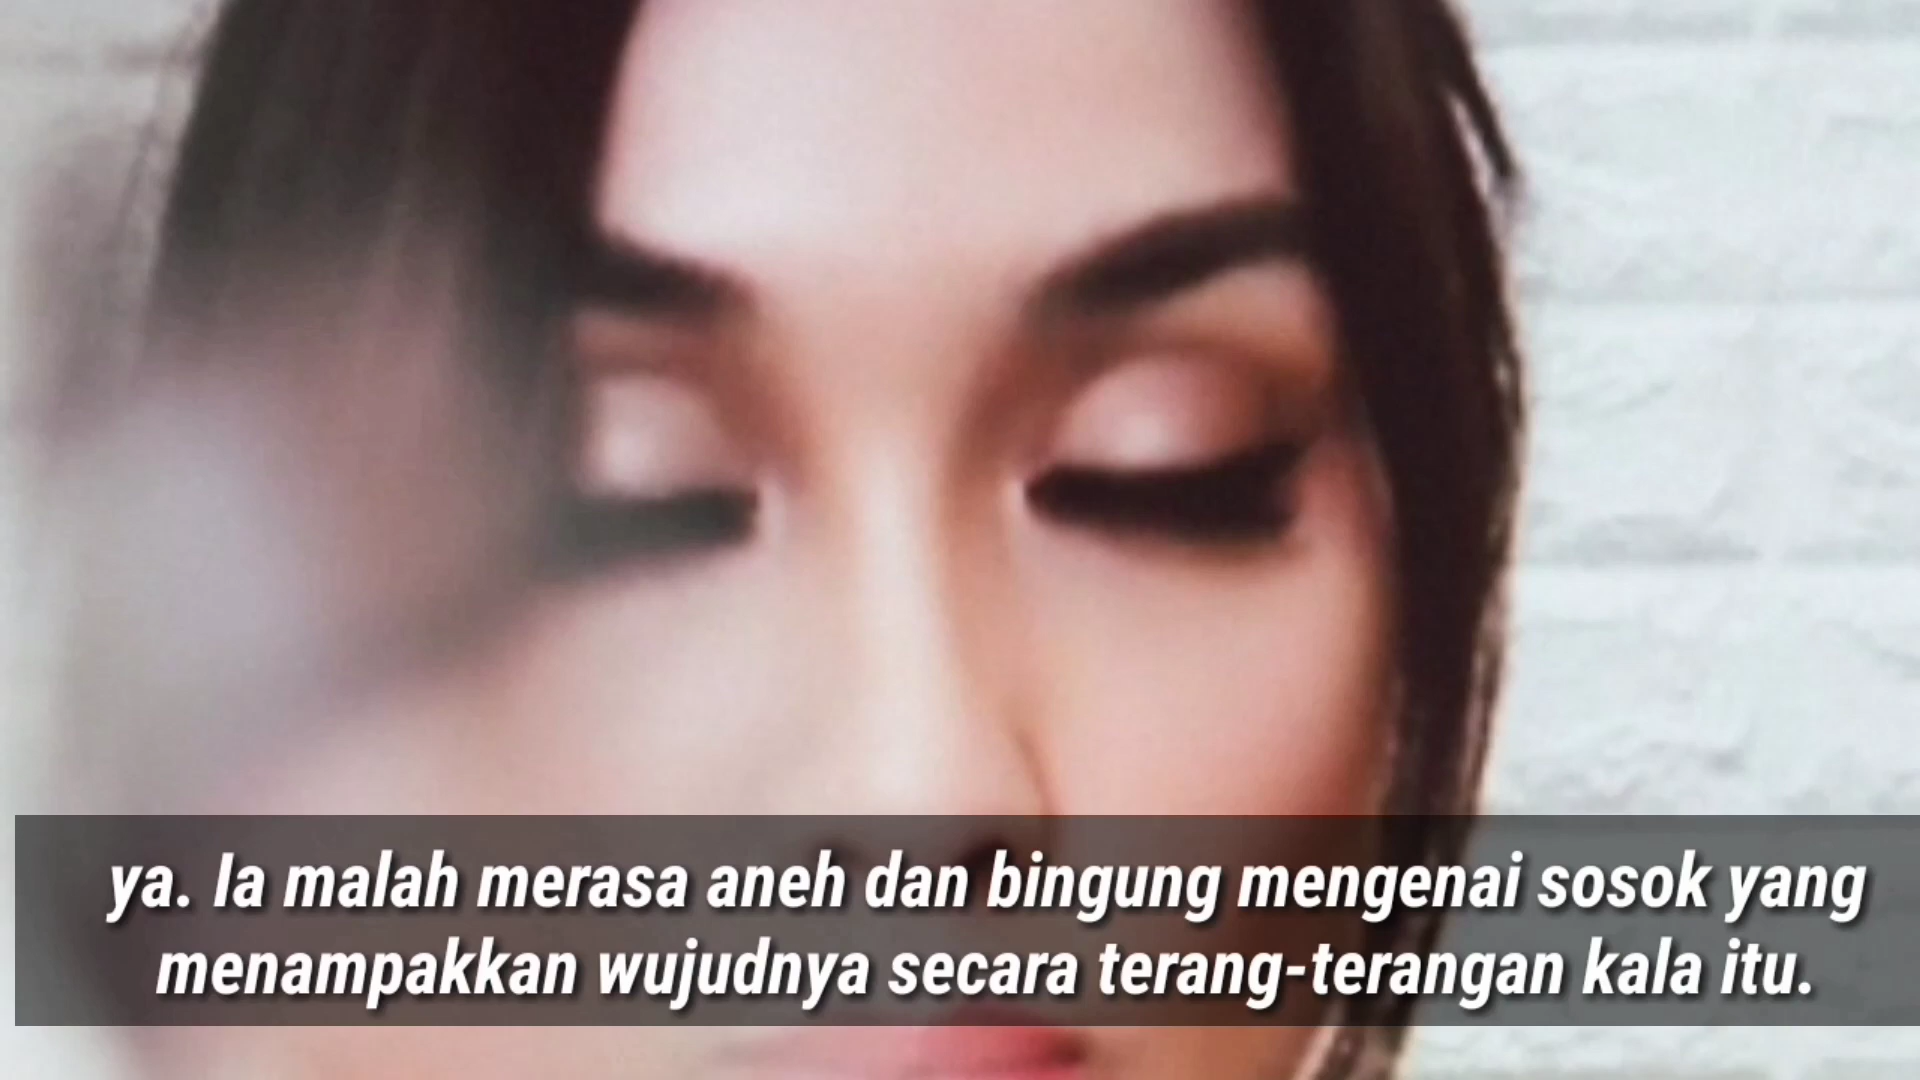 ya. Ia malah merasa aneh dan bingung mengenai sosok yang
menampakkan wujudnya secara terang-terangan kala itu.